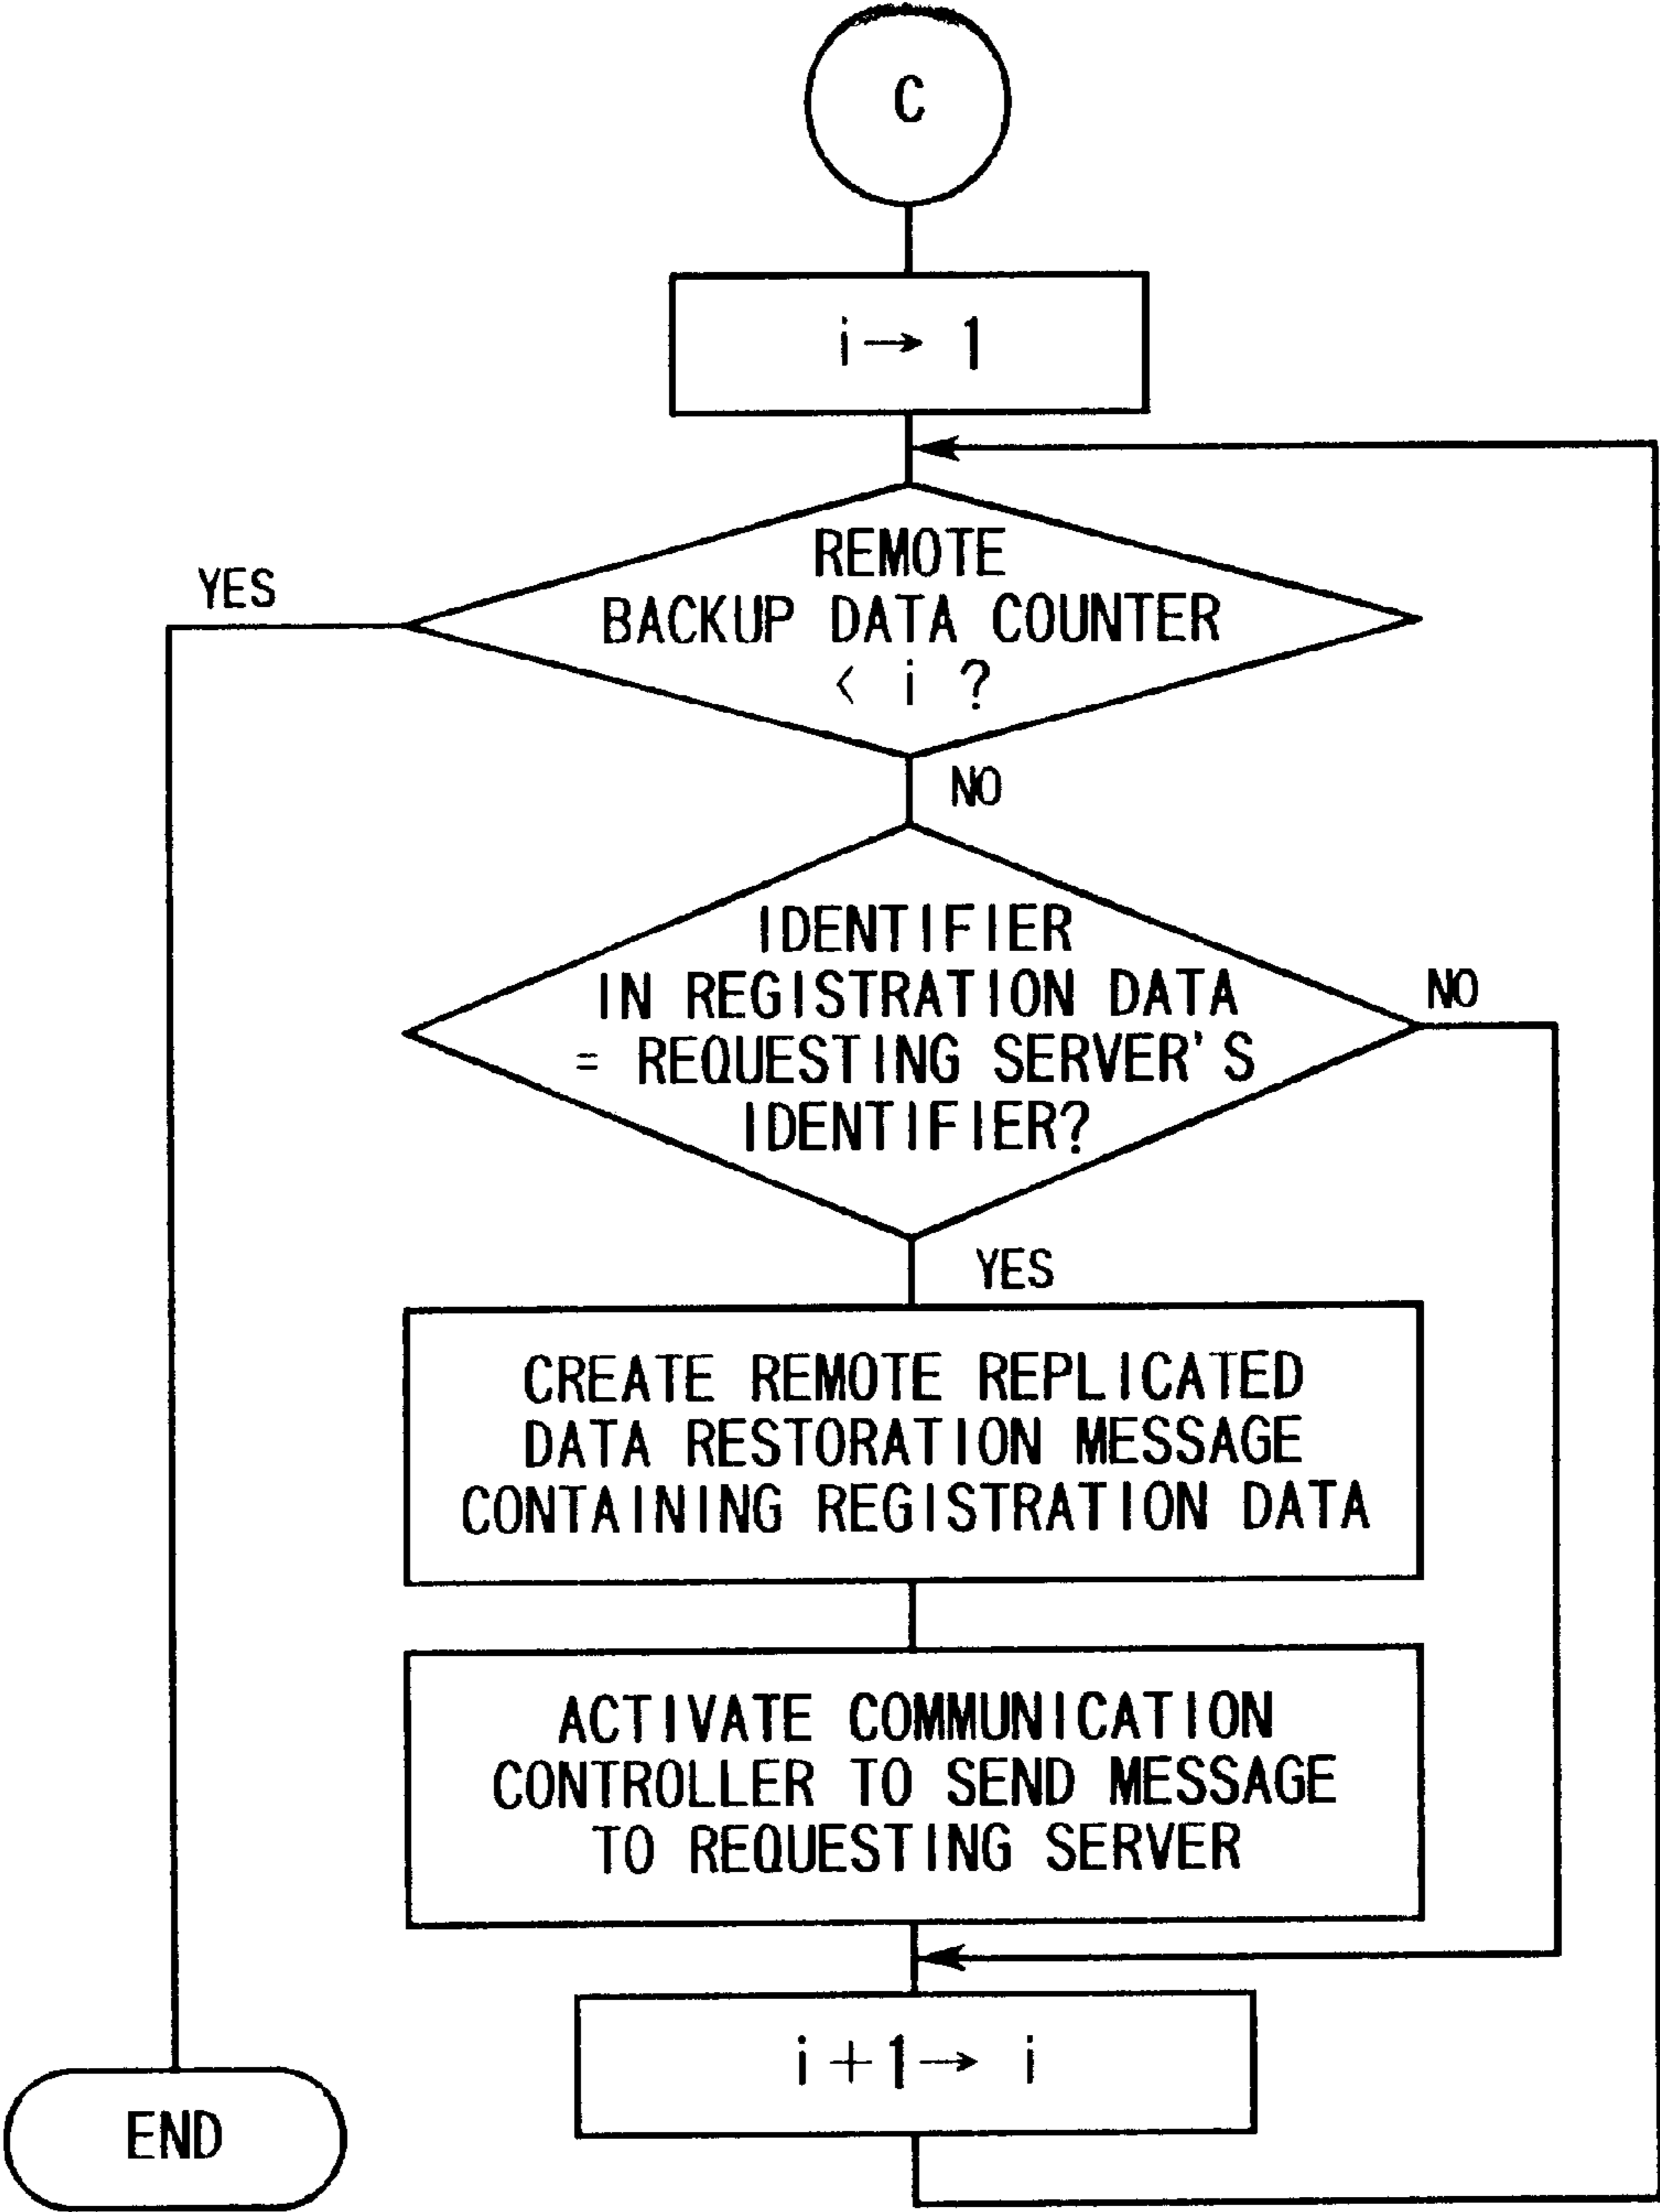 C
i→ 1
REMOTE
YES
BACKUP DATA COUNTER
< i ?
NO
IDENTIFIER
IN REGISTRATION DATA
NO
= REQUESTING SERVER'S
IDENTIFIER?
YES
CREATE REMOTE REPLICATED
DATA RESTORATION MESSAGE
CONTAINING REGISTRATION DATA
ACTIVATE COMMUNICATION
CONTROLLER TO SEND MESSAGE
TO REQUESTING SERVER
i+1→ i
END